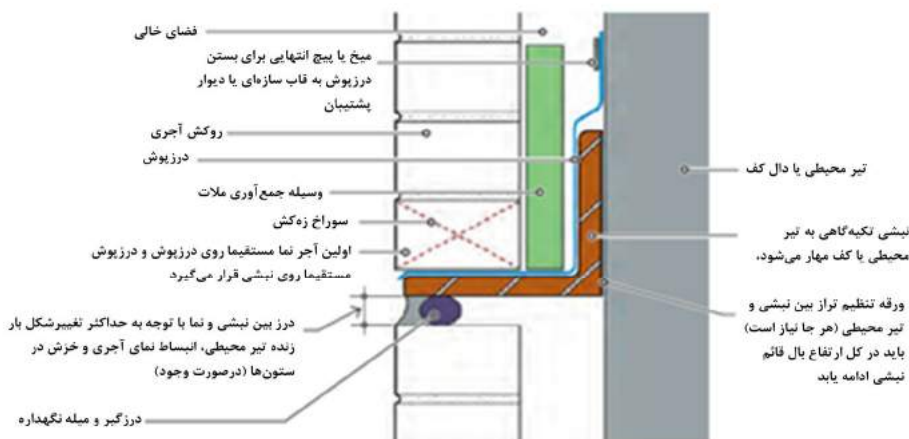 فضای خالی
میخ یا پیچ انتهایی برای بستن
درزپوش به قاب سازه‌ای یا دیوار
پشتیبان
روکش آجری
درزپوش
وسیله جمع‌آوری ملات
سوراخ زه‌کش
اولین آجر نما مستقیما روی درزپوش و درزپوش
مستقیما روی نبشی قرار می‌گیرد
درز بین نبشی و نما با توجه به حداکثر تغییرشکل بار
زنده تیر محیطی، انبساط نمای آجری و خزش در
ستون‌ها (درصورت وجود)
درزگیر و میله نگهداره
تیر محیطی یا دال کف
نبشی تکیه‌گاهی به تیر
محیطی یا کف مهار می‌شود.
ورقه تنظیم تراز بین نبشی و
تیر محیطی (هر جا نیاز است)
باید در کل ارتفاع بال قائم
نبشی ادامه یابد